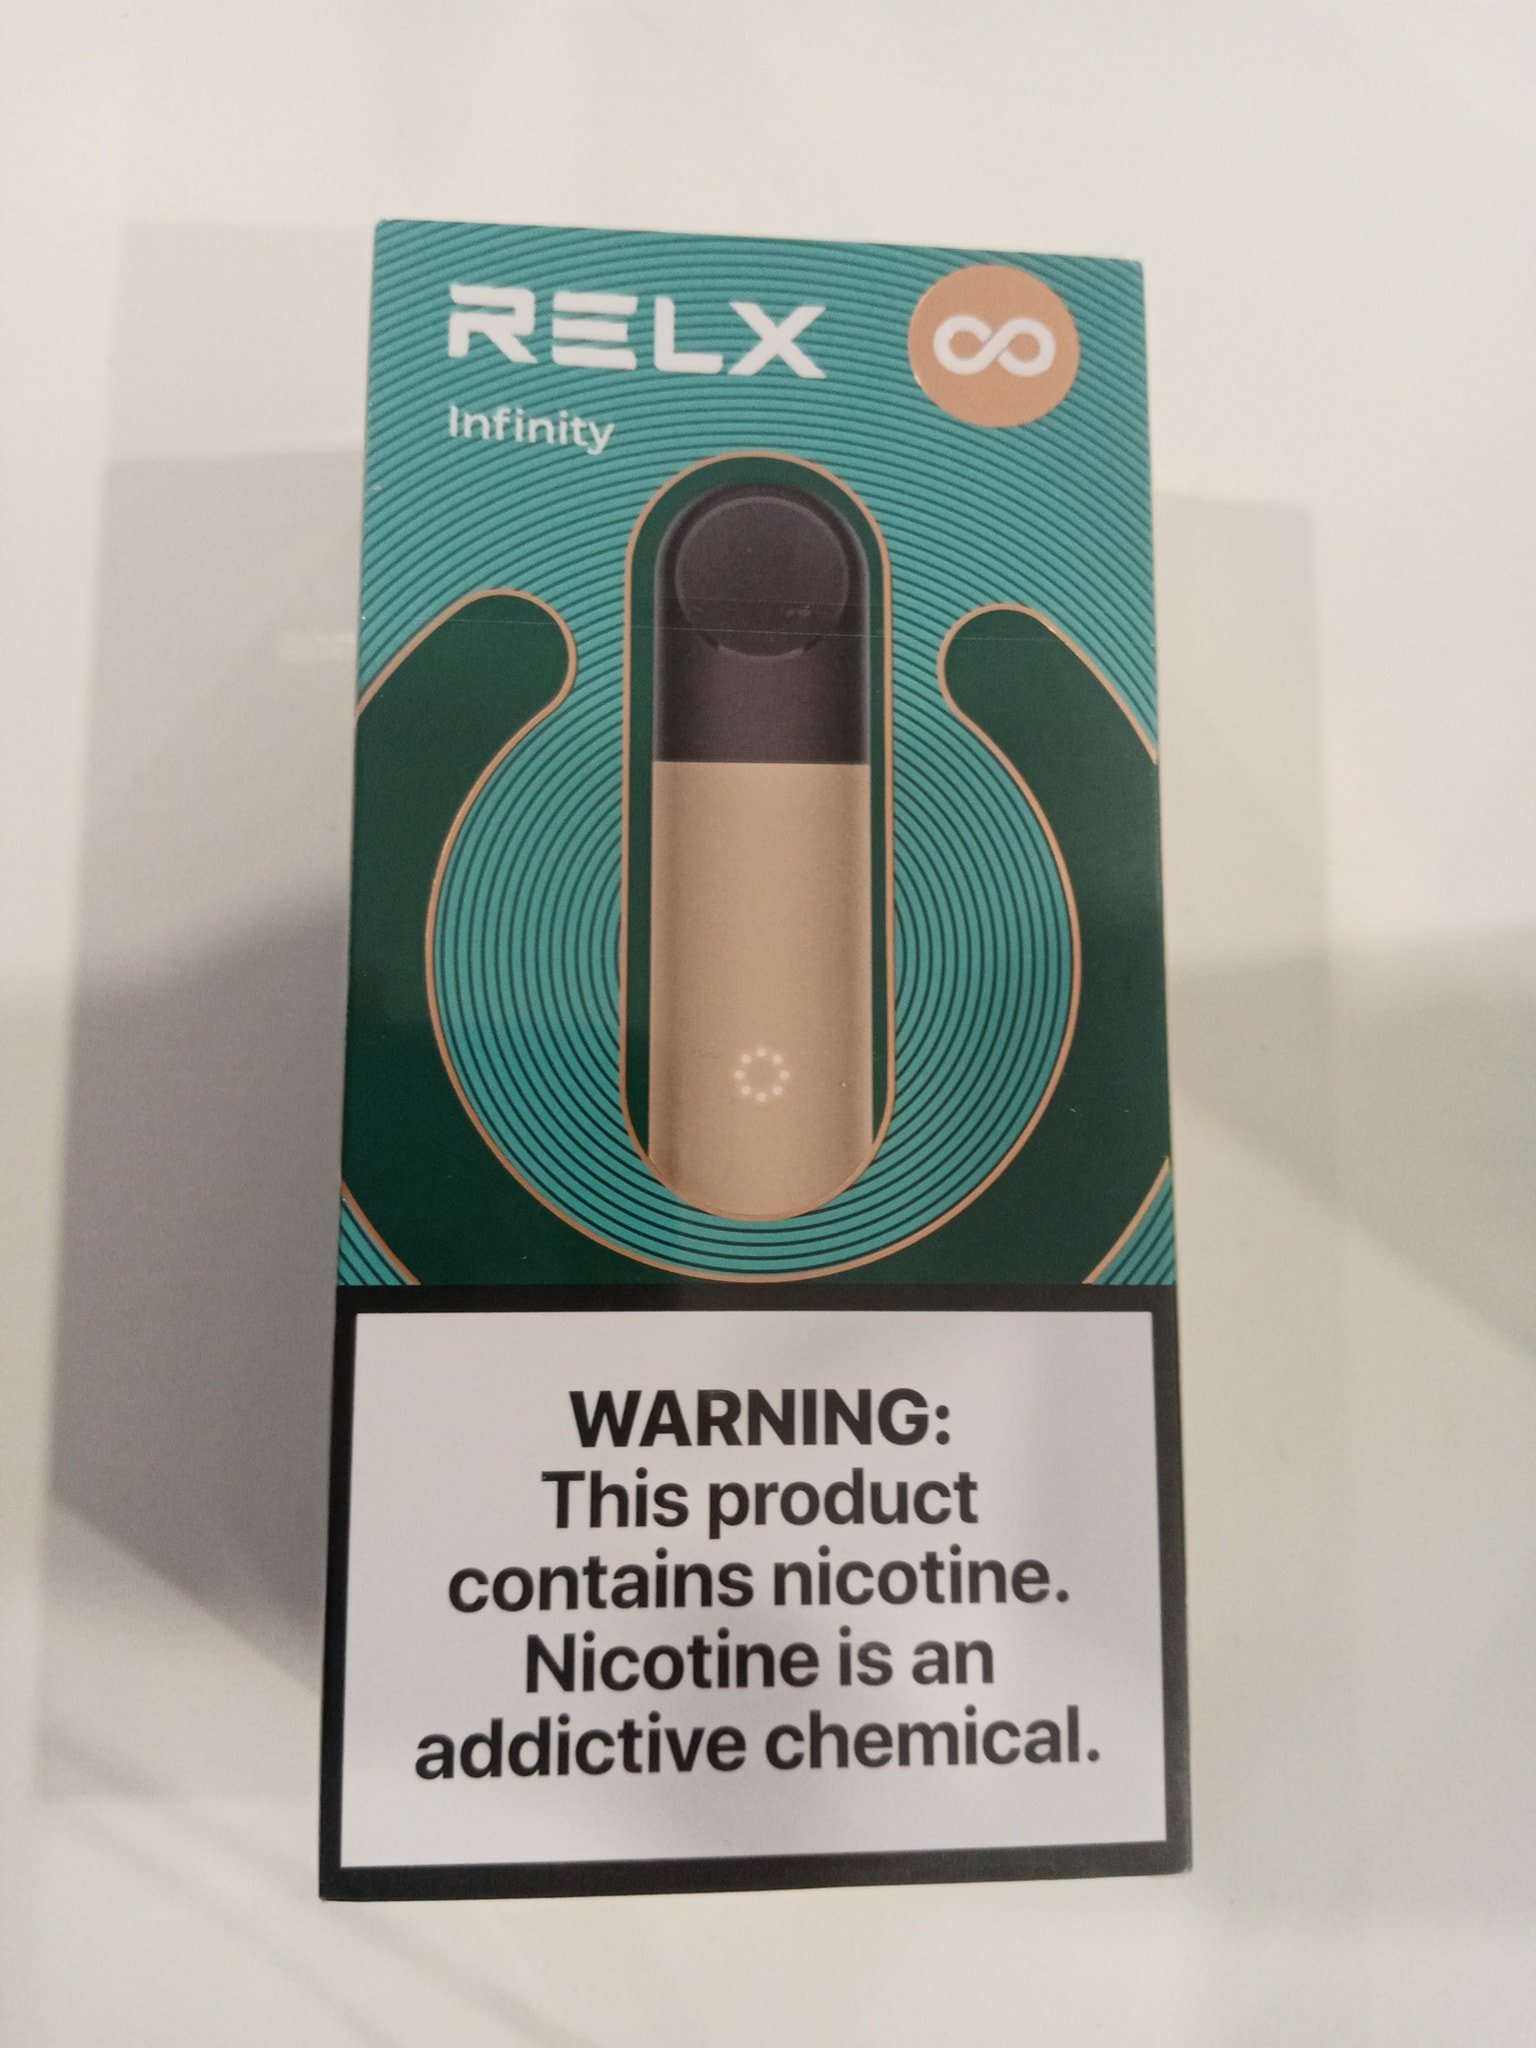 RELX
Infinity
WARNING:
This product
contains nicotine.
Nicotine is an
addictive chemical.